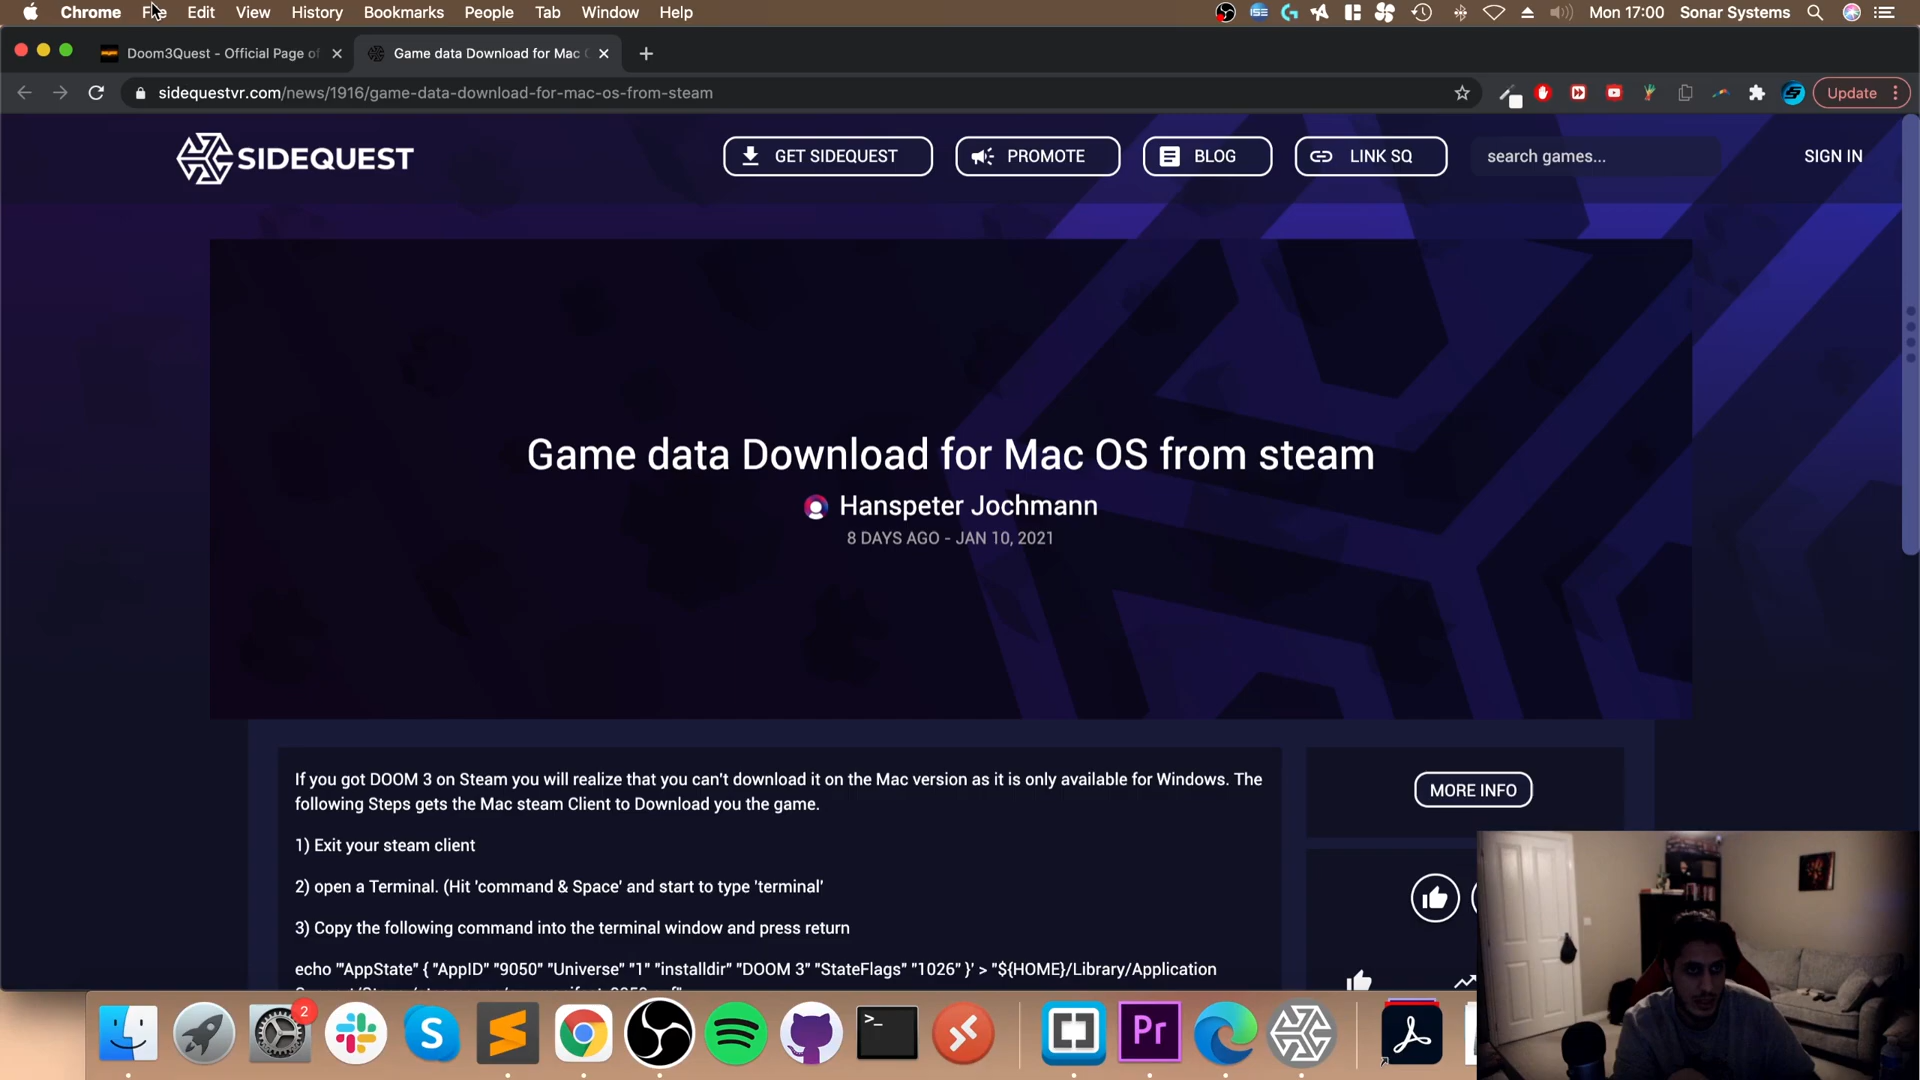 Chrome Edit View History Bookmarks People Tab Window Help Mon 17:00 Sonar Systems
Doom3Quest - Official Page of
Game data Download for Mac
sidequestvr.com/news/1916/game-data-download-for-mac-os-from-steam
Update
SIDEQUEST
GET SIDEQUEST
PROMOTE
BLOG
LINK SQ
search games...
SIGN IN
Game data Download for Mac OS from steam
Hanspeter Jochmann
8 DAYS AGO - JAN 10, 2021
If you got DOOM 3 on Steam you will realize that you can't download it on the Mac version as it is only available for Windows. The
following Steps gets the Mac steam Client to Download you the game.
MORE INFO
1) Exit your steam client
2) open a Terminal. (Hit 'command & Space' and start to type 'terminal'
3) Copy the following command into the terminal window and press return
echo '"AppState" { "AppID" "9050" "Universe" "1" "installdir" "DOOM 3" "StateFlags" "1026" }' > "${HOME}/Library/Application
2
S
>_
Pr